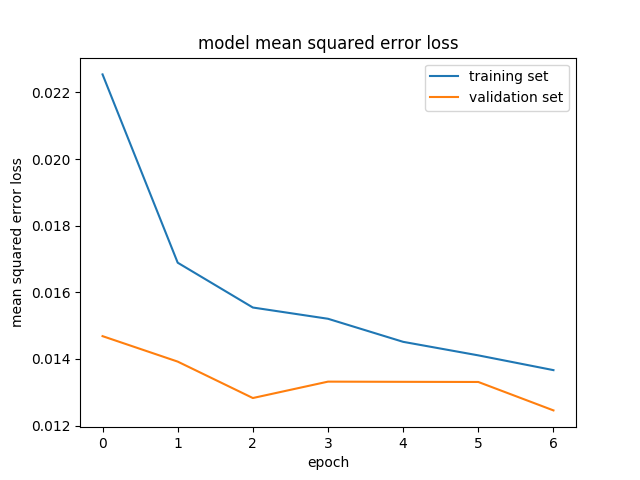 model mean squared error loss
training set
validation set
0.022
0.020
0.018
0.016
0.014
0.012
mean squared error loss
0 1 2 3 4 5 6
epoch